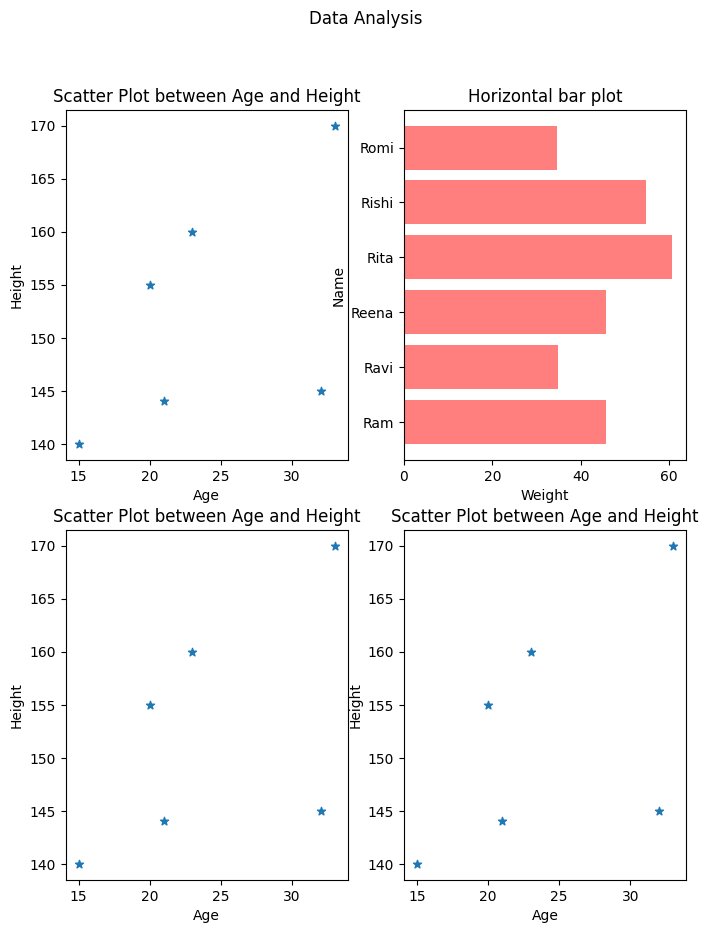 Data Analysis
Scatter Plot between Age and Height
170
165
160
155
150
145
140
Height
15 20 30
Age
Horizontal bar plot
Romi
Rishi
Rita
Reena
Ravi
Ram
Name
0 20 40 60
Weight
Scatter Plot between Age and Height
170
165
160
155
150
145
140
Height
15 20 30
Age
Scatter Plot between Age and Height
170
165
160
155
150
145
140
Height
15 20 30
Age